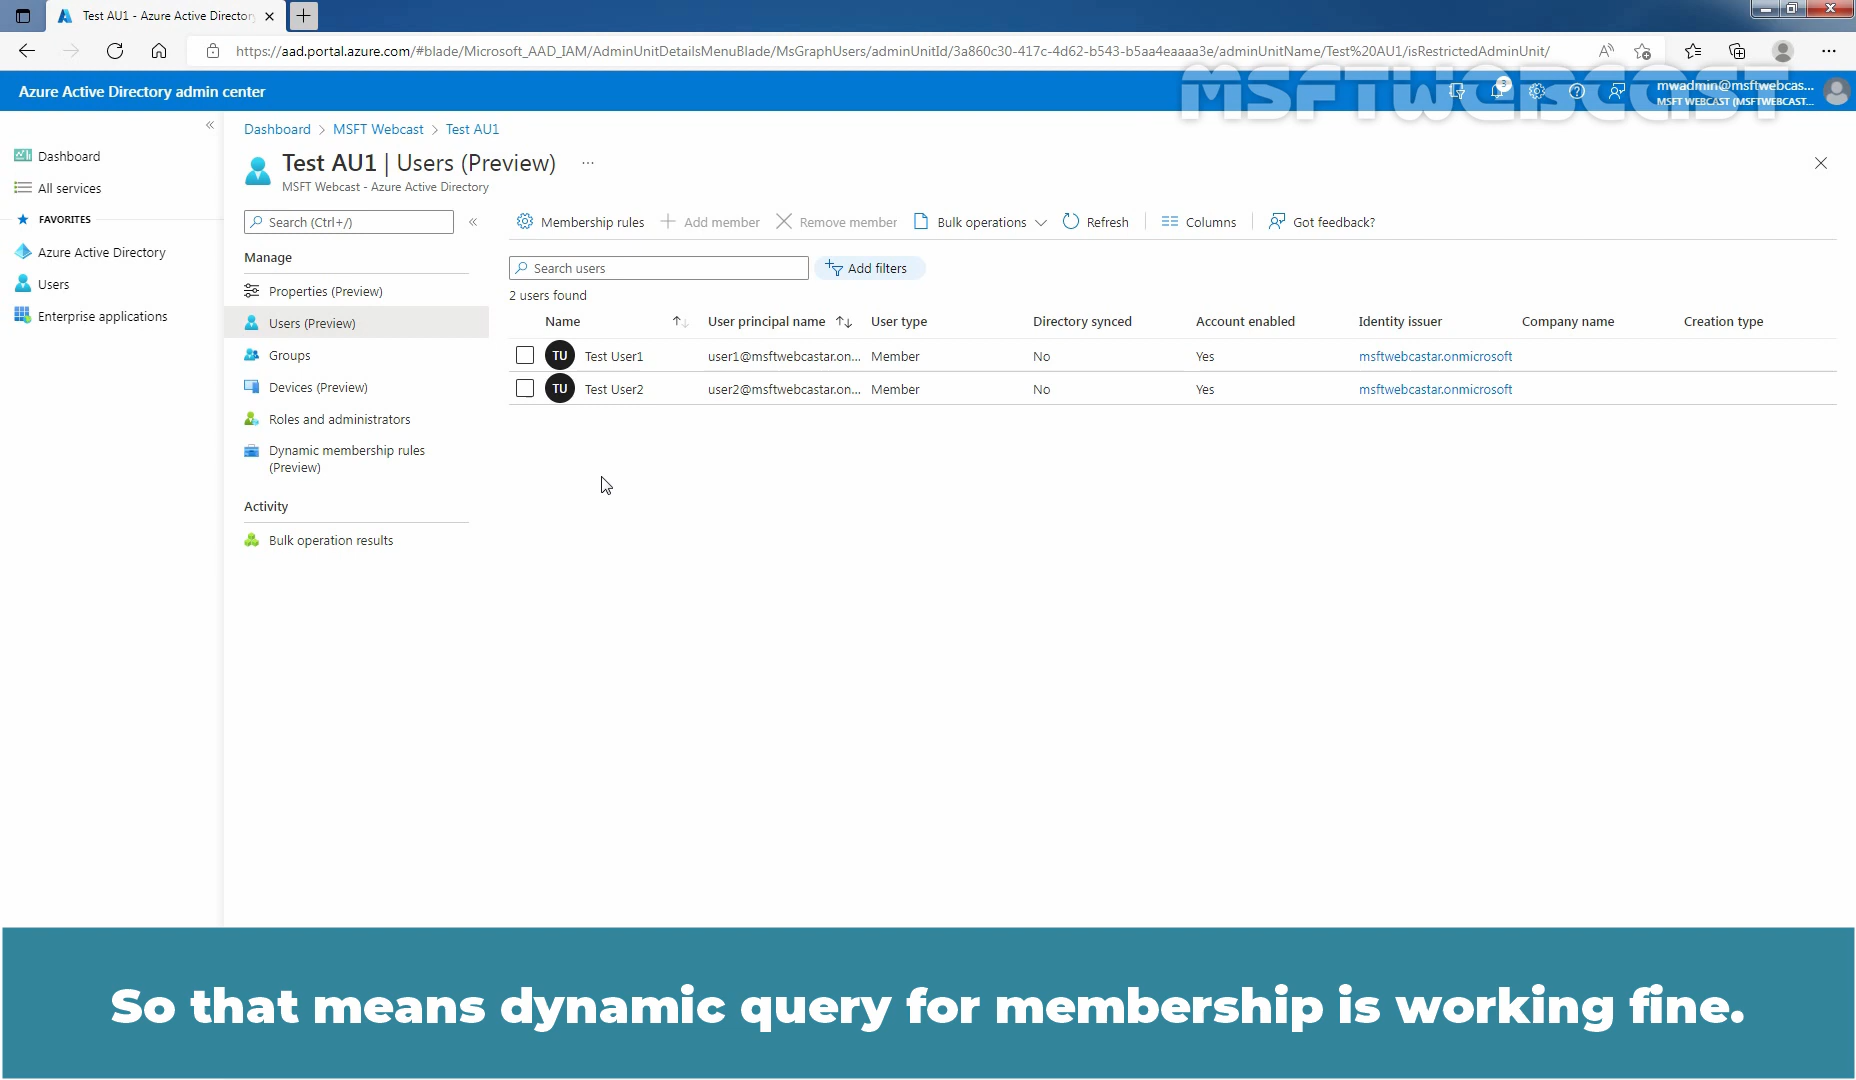 Test AU1 - Azure Active Directory
https://aad.portal.azure.com/#blade/Microsoft_AAD_IAM/AdminUnitDetailsMenuBlade/MsGraphUsers/adminUnitId/3a860c30-417c-4d62-b543-b5aa4eaaaa3e/adminUnitName/Test%20AU1/isRestrictedAdminUnit/
MSFTWEBCAST
Azure Active Directory admin center
3
mwadmin@msftwebcas...
MSFT WEBCAST (MSFTWEBCAST...
Dashboard
All services
FAVORITES
Azure Active Directory
Users
Enterprise applications
Dashboard > MSFT Webcast > Test AU1
Test AU1 | Users (Preview) ...
MSFT Webcast - Azure Active Directory
Search (Ctrl+/)
Manage
Properties (Preview)
Users (Preview)
Groups
Devices (Preview)
Roles and administrators
Dynamic membership rules
(Preview)
Activity
Bulk operation results
Membership rules Add member Remove member Bulk operations Refresh Columns Got feedback?
Search users Add filters
2 users found
Name User principal name User type Directory synced Account enabled Identity issuer Company name Creation type
TU Test User1 user1@msftwebcastar.on... Member No Yes msftwebcastar.onmicrosoft
TU Test User2 user2@msftwebcastar.on... Member No Yes msftwebcastar.onmicrosoft
So that means dynamic query for membership is working fine.